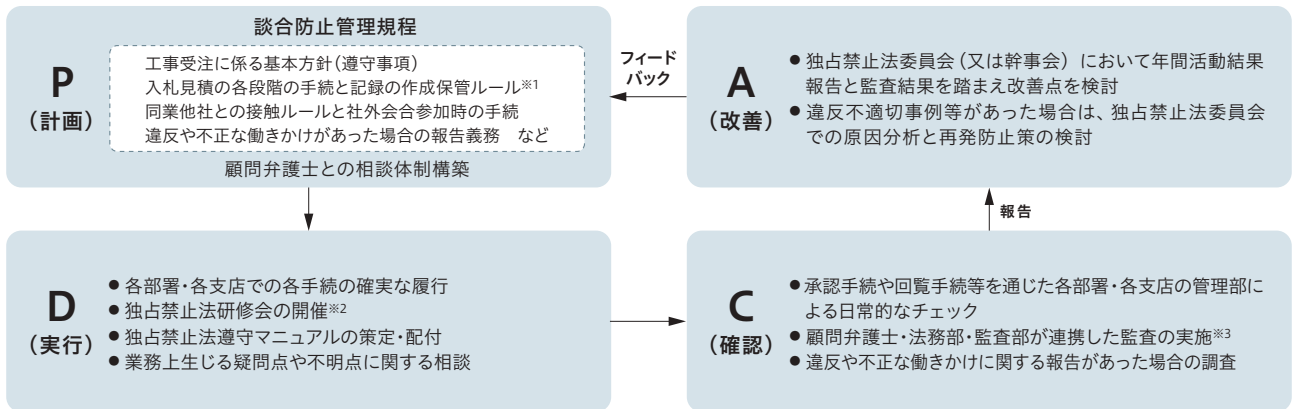 談合防止管理規程
P
(計画)
工事受注に係る基本方針(遵守事項)
入札見積の各段階の手続と記録の作成保管ルール※1
同業他社との接触ルールと社外会合参加時の手続
違反や不正な働きかけがあった場合の報告義務　など
顧問弁護士との相談体制構築
フィード
バック
A
(改善)
● 独占禁止法委員会(又は幹事会)において年間活動結果
報告と監査結果を踏まえ改善点を検討
● 違反不適切事例等があった場合は、独占禁止法委員会
での原因分析と再発防止策の検討
報告
D
(実行)
● 各部署・各支店での各手続の確実な履行
● 独占禁止法研修会の開催※2
● 独占禁止法遵守マニュアルの策定・配付
● 業務上生じる疑問点や不明点に関する相談
C
(確認)
● 承認手続や回覧手続等を通じた各部署・各支店の管理部
による日常的なチェック
● 顧問弁護士・法務部・監査部が連携した監査の実施※3
● 違反や不正な働きかけに関する報告があった場合の調査